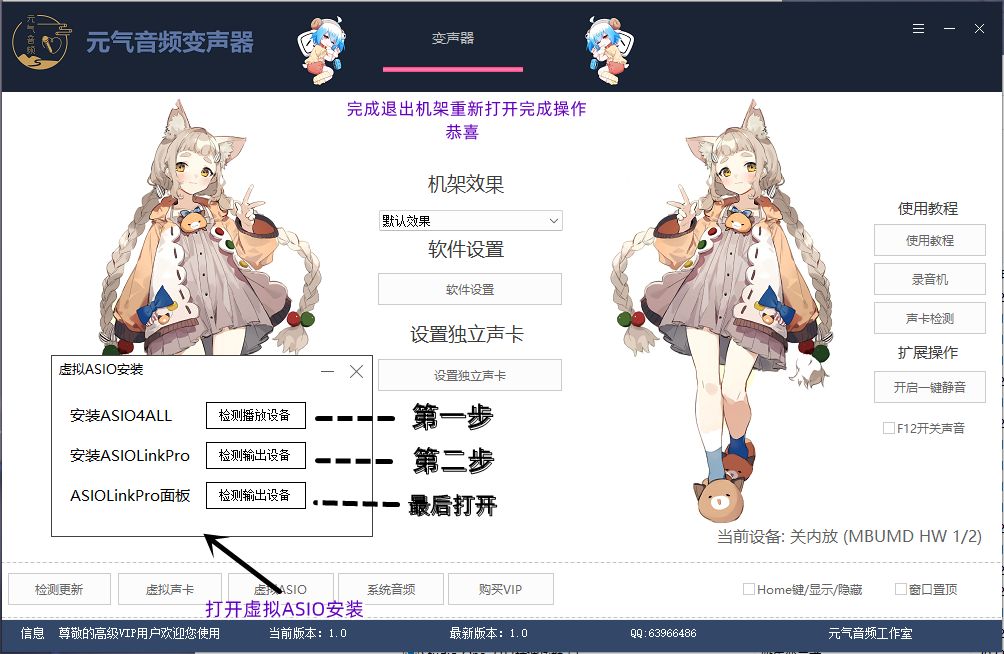 元气音频
元气音频变声器
变声器
完成退出机架重新打开完成操作
恭喜
机架效果
默认效果
软件设置
软件设置
设置独立声卡
设置独立声卡
使用教程
使用教程
录音机
声卡检测
扩展操作
开启一键静音
F12开关声音
虚拟ASIO安装
安装ASIO4ALL 检测播放设备 第一步
安装ASIOLinkPro 检测输出设备 第二步
ASIOLinkPro面板 检测输出设备 最后打开
当前设备: 关内放 (MBUMD HW 1/2)
检测更新 虚拟声卡 虚拟ASIO 系统音频 购买VIP Home键/显示/隐藏 窗口置顶
打开虚拟ASIO安装
信息 尊敬的高级VIP用户欢迎您使用 当前版本：1.0 最新版本：1.0 QQ:63966486 元气音频工作室